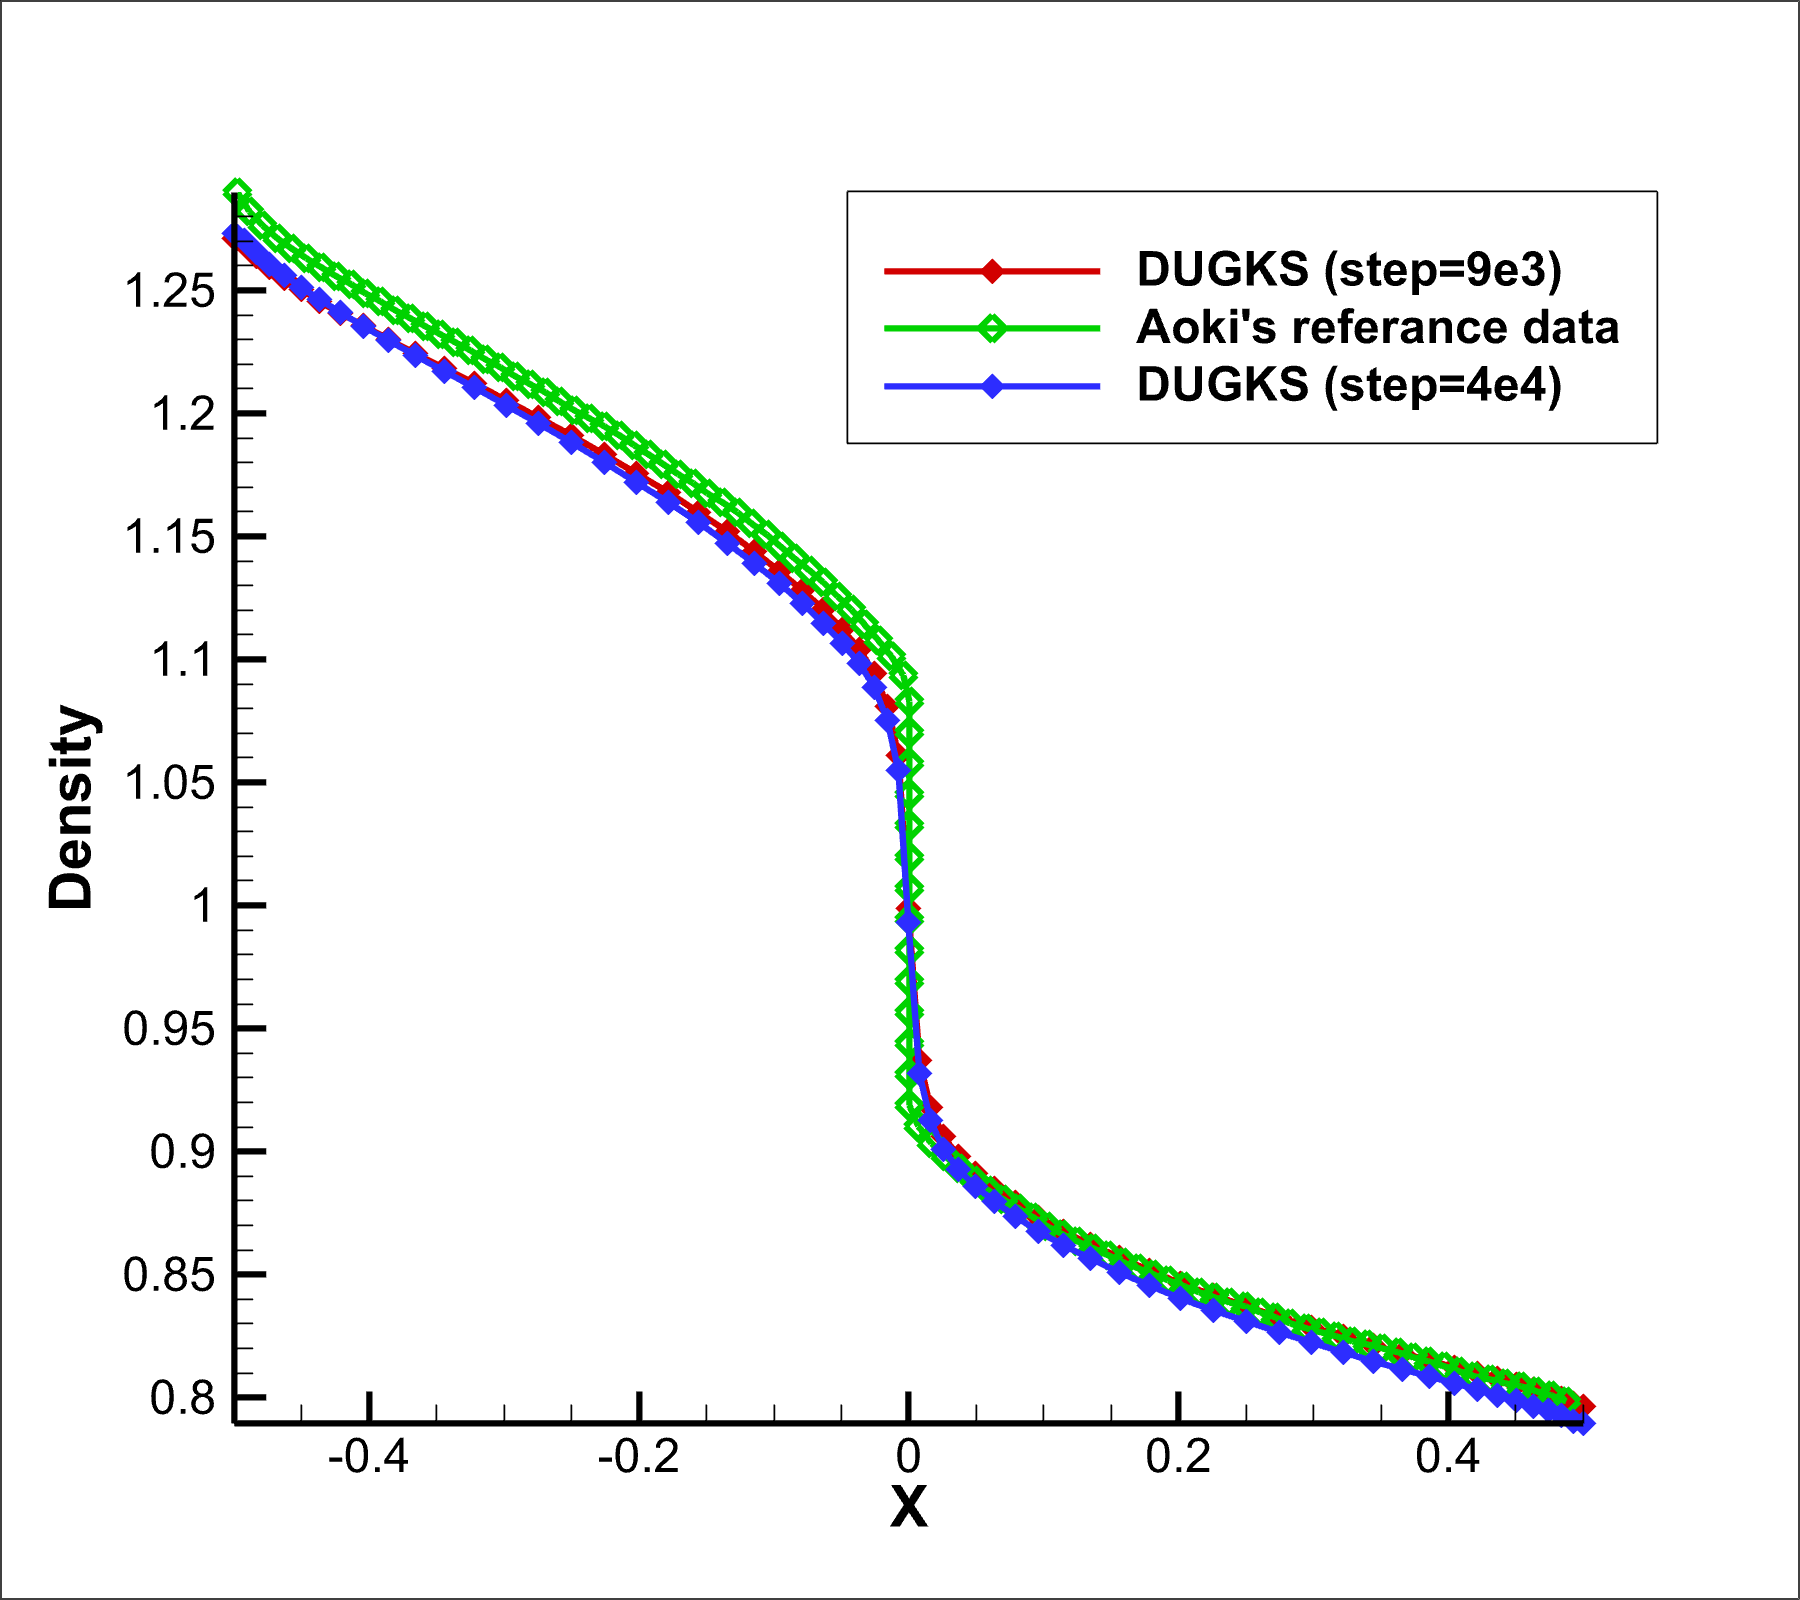 DUGKS (step=9e3)
Aoki's referance data
DUGKS (step=4e4)
1.25
1.2
1.15
1.1
1.05
1
0.95
0.9
0.85
0.8
Density
-0.4 -0.2 0 0.2 0.4
X